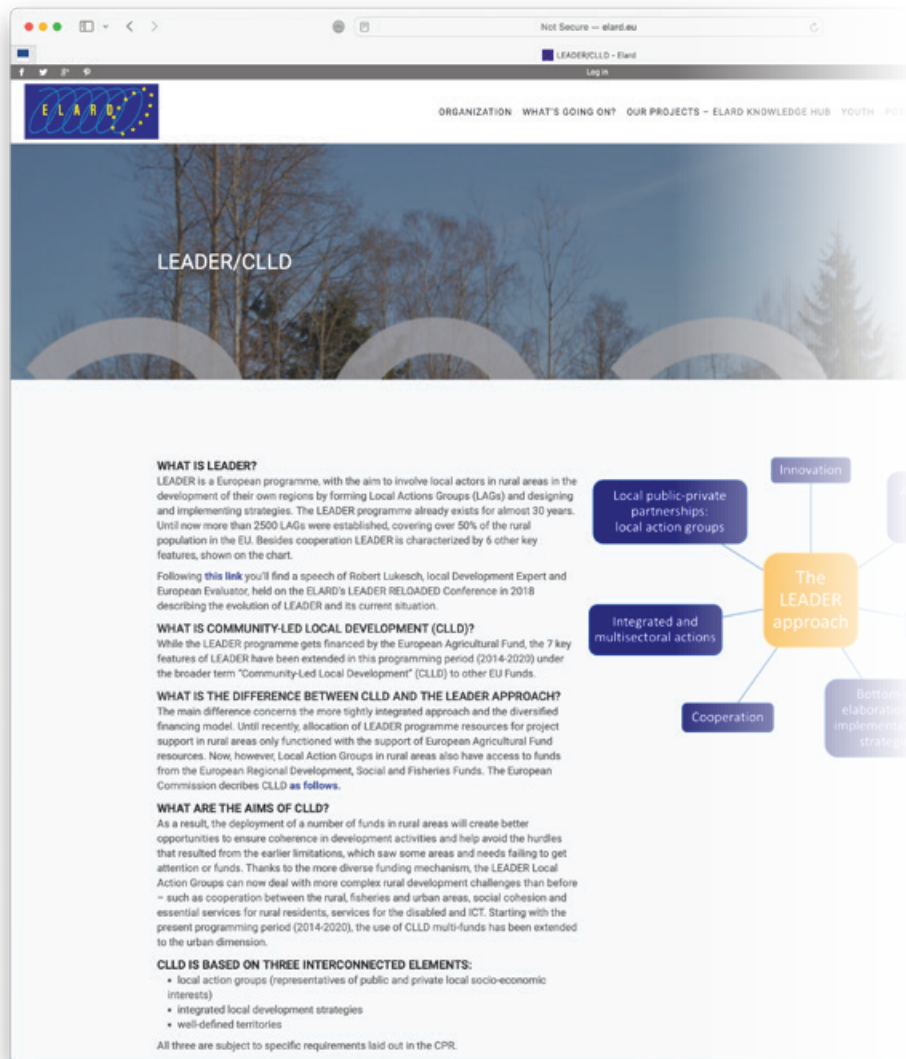 Not Secure — elard.eu
LEADER/CLLD - Elard
Log in
ELARD
ORGANIZATION WHAT'S GOING ON? OUR PROJECTS – ELARD KNOWLEDGE HUB YOUTH
LEADER/CLLD
WHAT IS LEADER?
LEADER is a European programme, with the aim to involve local actors in rural areas in the
development of their own regions by forming Local Actions Groups (LAGs) and designing
and implementing strategies. The LEADER programme already exists for almost 30 years.
Until now more than 2500 LAGs were established, covering over 50% of the rural
population in the EU. Besides cooperation LEADER is characterized by 6 other key
features, shown on the chart.
Following this link you'll find a speech of Robert Lukesch, local Development Expert and
European Evaluator, held on the ELARD's LEADER RELOADED Conference in 2018
describing the evolution of LEADER and its current situation.
WHAT IS COMMUNITY-LED LOCAL DEVELOPMENT (CLLD)?
While the LEADER programme gets financed by the European Agricultural Fund, the 7 key
features of LEADER have been extended in this programming period (2014-2020) under
the broader term "Community-Led Local Development" (CLLD) to other EU Funds.
WHAT IS THE DIFFERENCE BETWEEN CLLD AND THE LEADER APPROACH?
The main difference concerns the more tightly integrated approach and the diversified
financing model. Until recently, allocation of LEADER programme resources for project
support in rural areas only functioned with the support of European Agricultural Fund
resources. Now, however, Local Action Groups in rural areas also have access to funds
from the European Regional Development, Social and Fisheries Funds. The European
Commission decribes CLLD as follows.
WHAT ARE THE AIMS OF CLLD?
As a result, the deployment of a number of funds in rural areas will create better
opportunities to ensure coherence in development activities and help avoid the hurdles
that resulted from the earlier limitations, which saw some areas and needs failing to get
attention or funds. Thanks to the more diverse funding mechanism, the LEADER Local
Action Groups can now deal with more complex rural development challenges than before
– such as cooperation between the rural, fisheries and urban areas, social cohesion and
essential services for rural residents, services for the disabled and ICT. Starting with the
present programming period (2014-2020), the use of CLLD multi-funds has been extended
to the urban dimension.
CLLD IS BASED ON THREE INTERCONNECTED ELEMENTS:
• local action groups (representatives of public and private local socio-economic
interests)
• integrated local development strategies
• well-defined territories
All three are subject to specific requirements laid out in the CPR.
Innovation
Local public-private
partnerships:
local action groups
The
LEADER
approach
Integrated and
multisectoral actions
Cooperation
Bottom-
elaboration